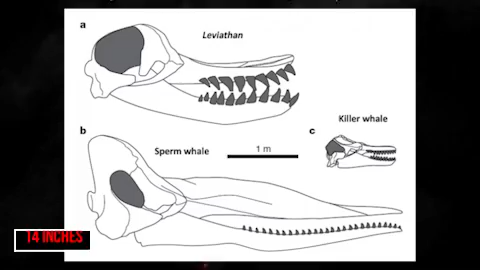 a
Leviathan
Killer whale
b
Sperm whale
1 m
c
14 INCHES